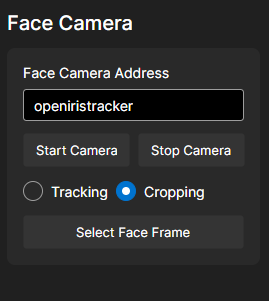 Face Camera
Face Camera Address
openiristracker
Start Camera Stop Camera
Tracking Cropping
Select Face Frame